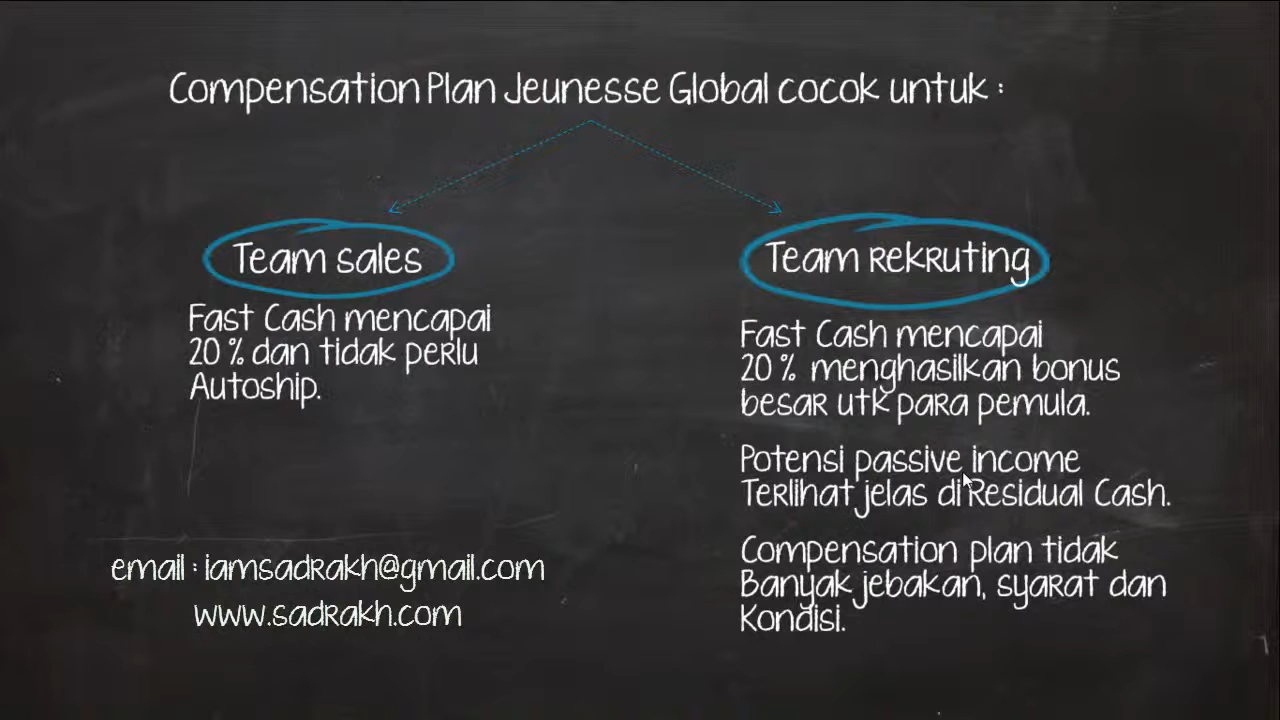 Compensation Plan Jeunesse Global cocok untuk :
Team sales
Fast Cash mencapai
20 % dan tidak perlu
Autoship.
Team rekruting
Fast Cash mencapai
20 % menghasilkan bonus
besar utk para pemula.
Potensi passive income
Terlihat jelas di Residual Cash.
Compensation plan tidak
Banyak jebakan, syarat dan
Kondisi.
email : iamsadrakh@gmail.com
www.sadrakh.com